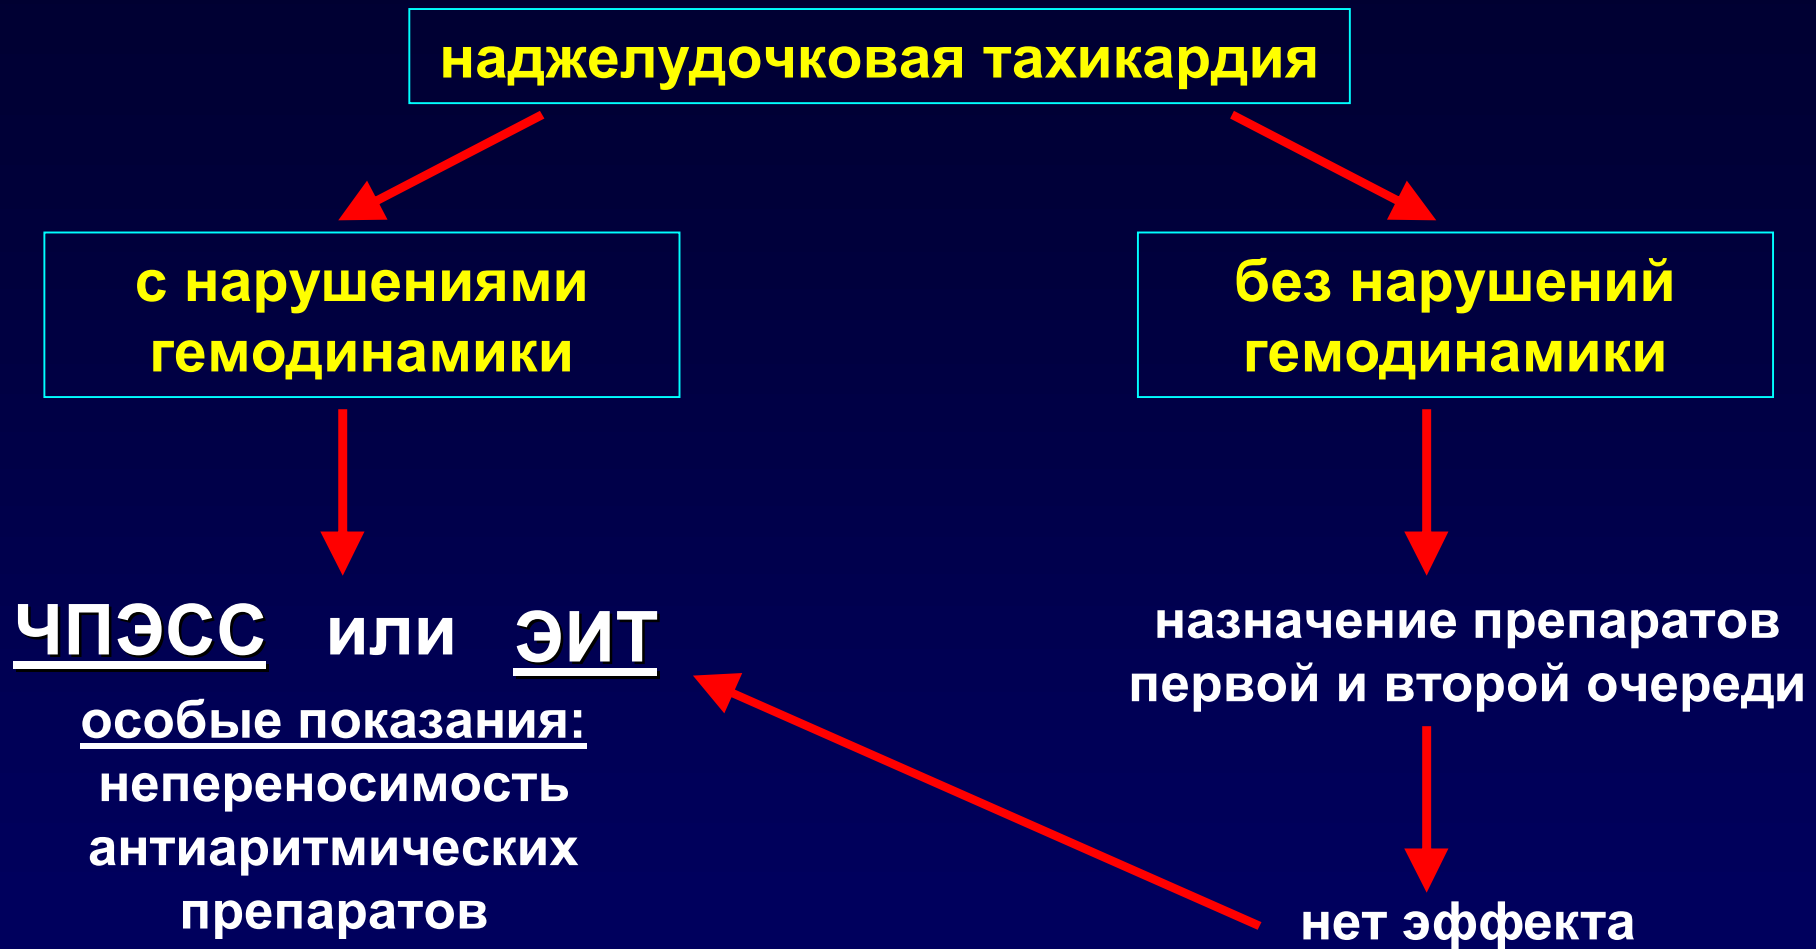 наджелудочковая тахикардия
с нарушениями
гемодинамики
без нарушений
гемодинамики
ЧПЭСС или ЭИТ
особые показания:
непереносимость
антиаритмических
препаратов
назначение препаратов
первой и второй очереди
нет эффекта